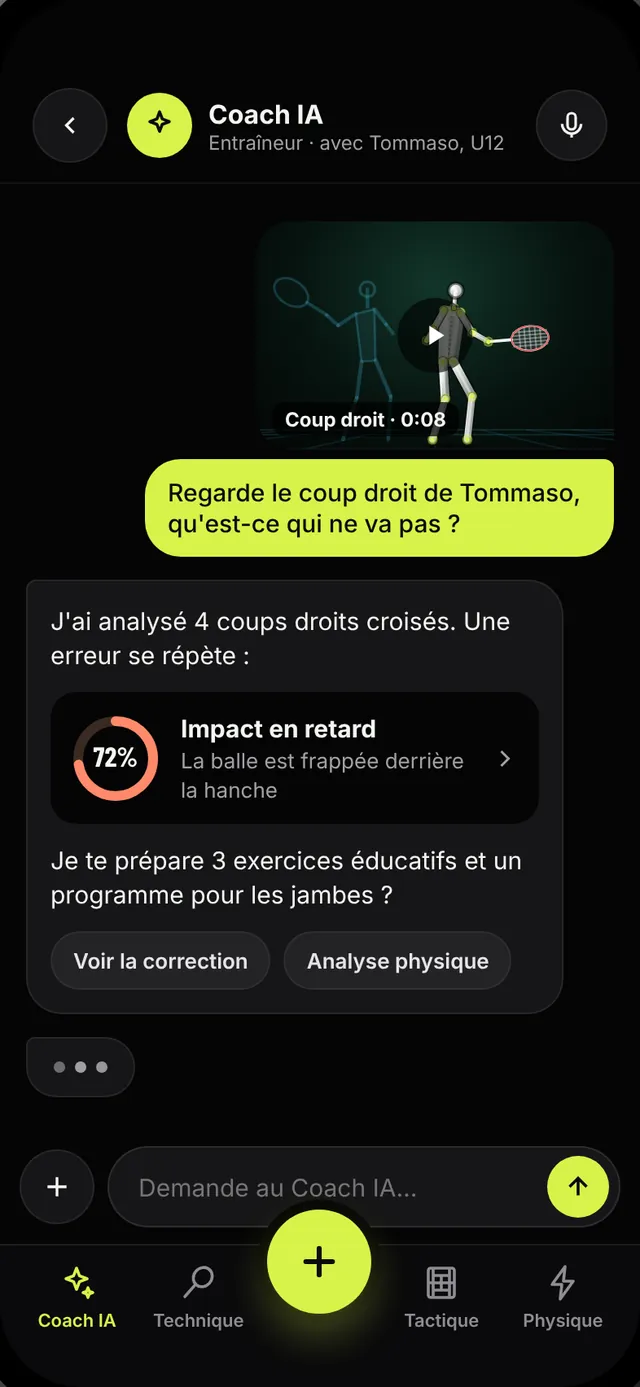 Coach IA
Entraîneur · avec Tommaso, U12
Coup droit · 0:08
Regarde le coup droit de Tommaso,
qu'est-ce qui ne va pas ?
J'ai analysé 4 coups droits croisés. Une
erreur se répète :
72%
Impact en retard
La balle est frappée derrière
la hanche
Je te prépare 3 exercices éducatifs et un
programme pour les jambes ?
Voir la correction
Analyse physique
Demande au Coach IA...
Coach IA
Technique
Tactique
Physique